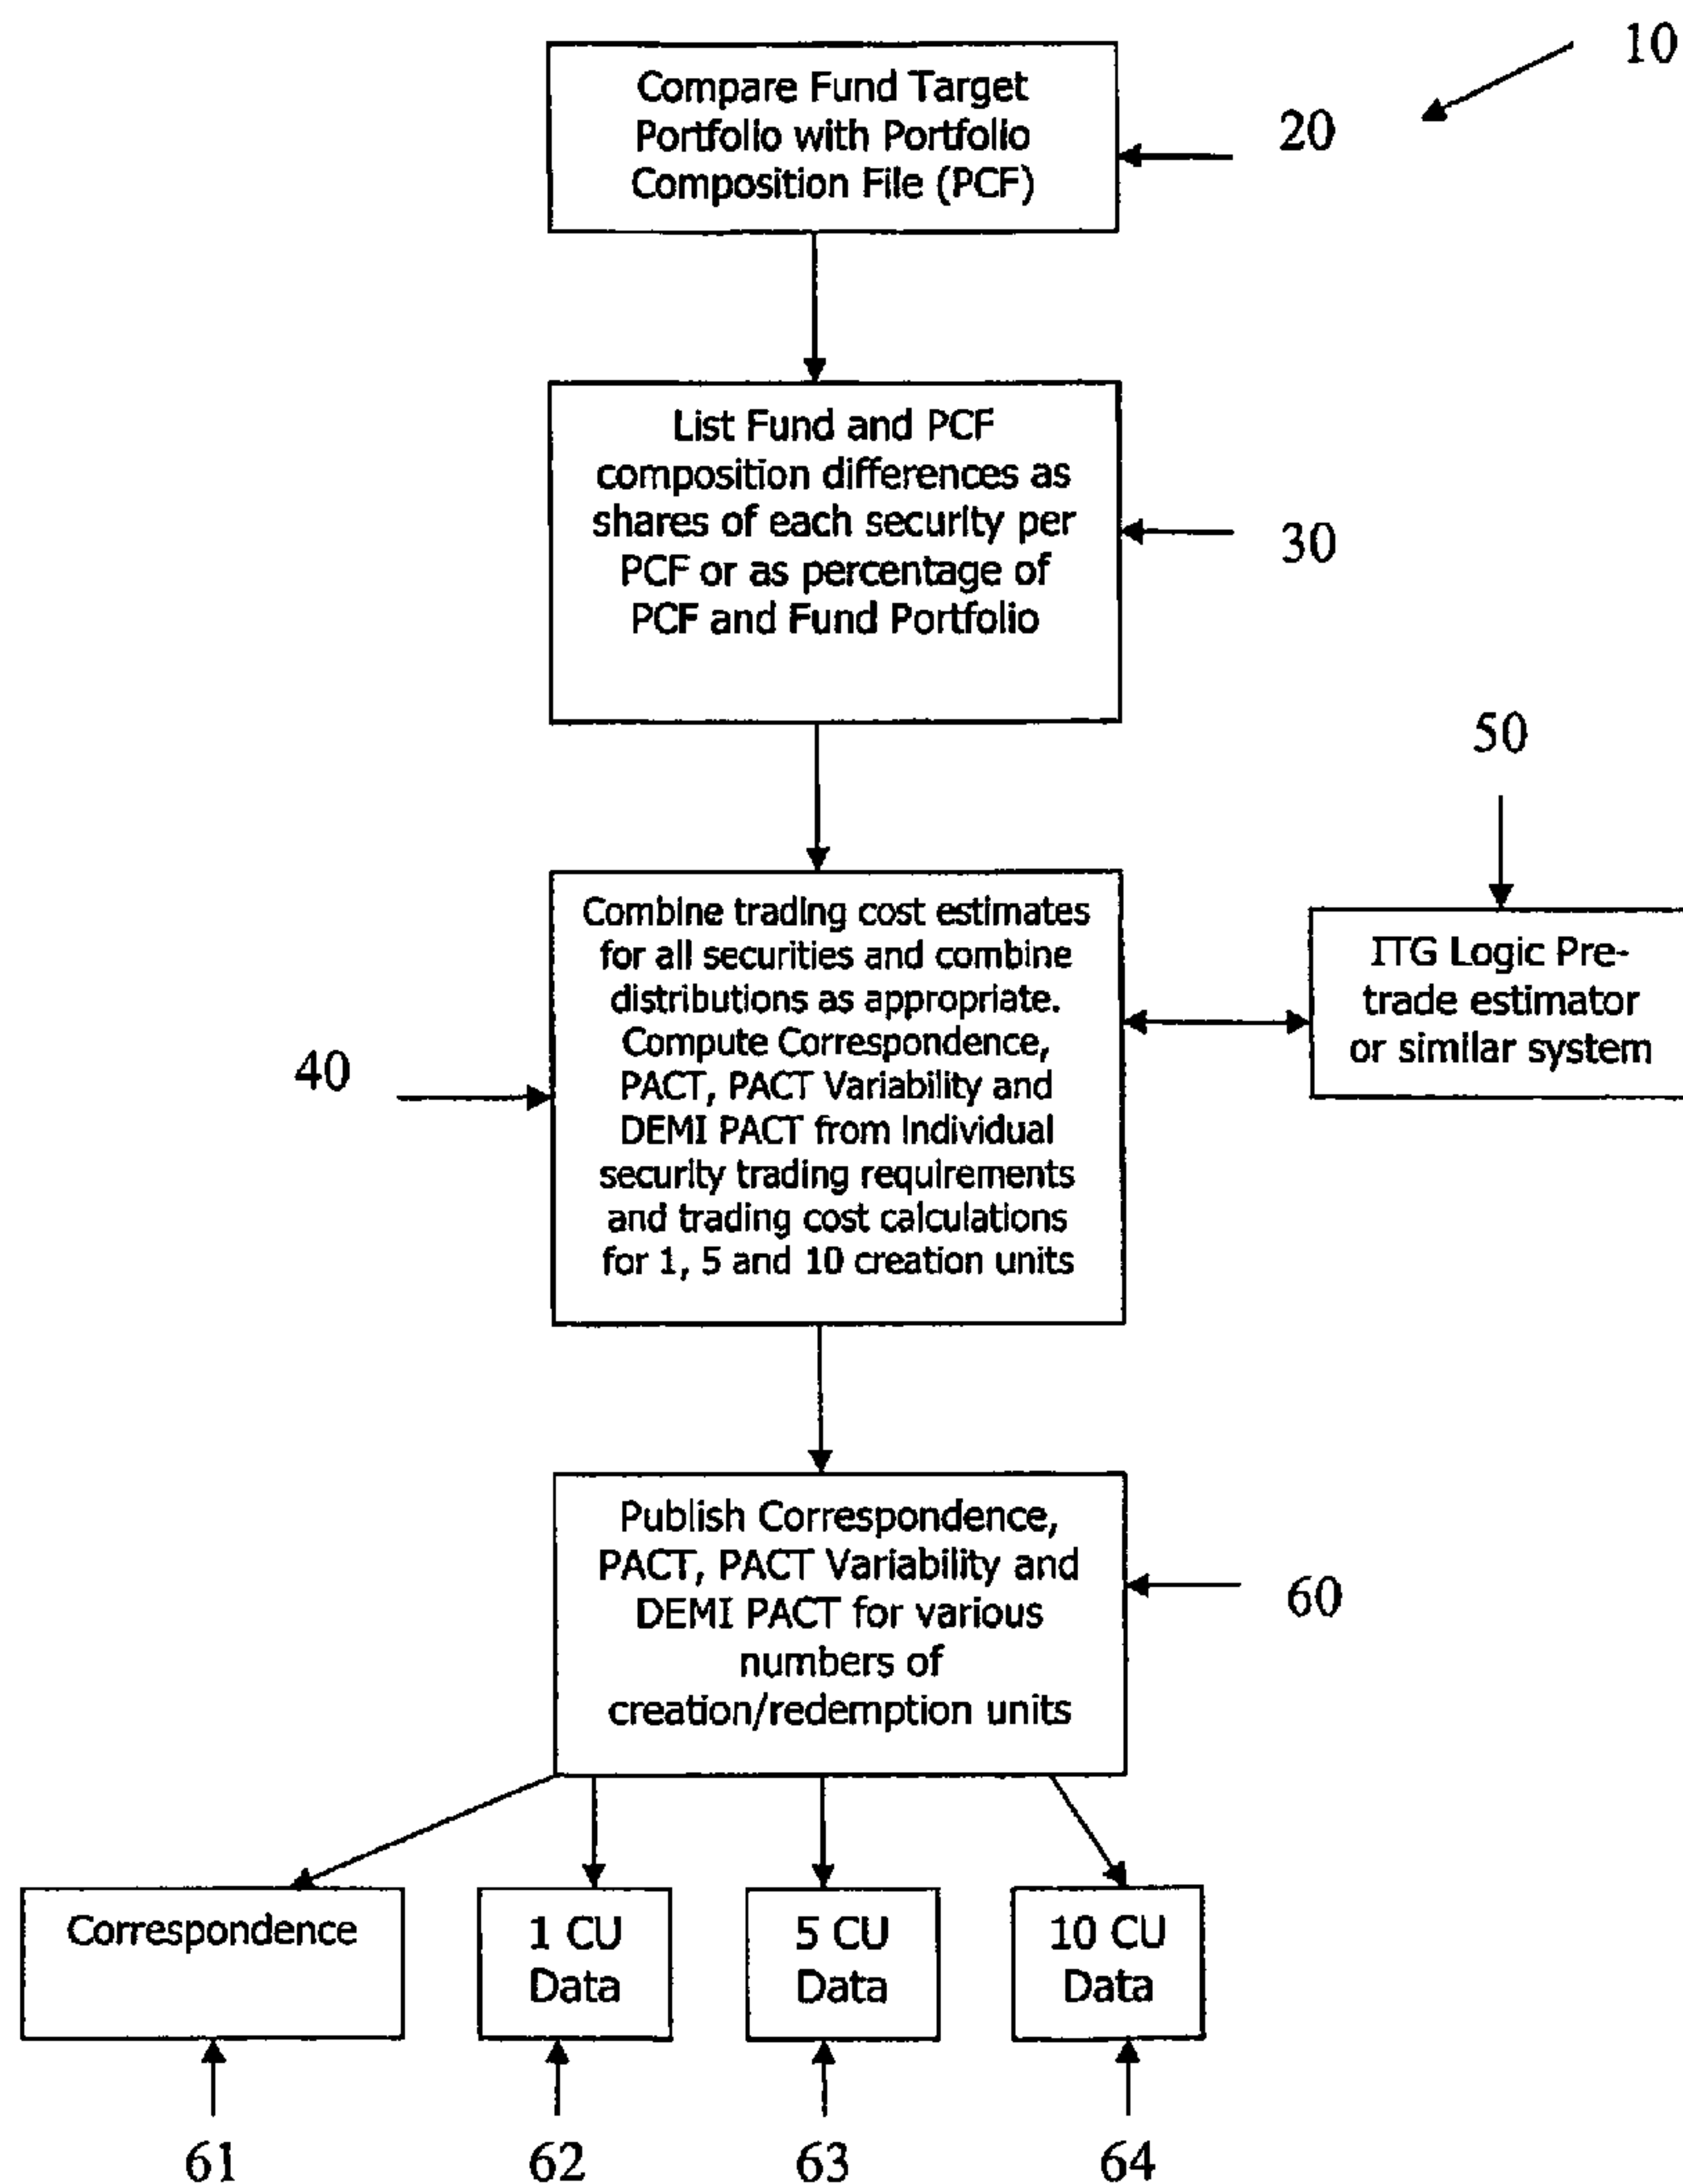 10
Compare Fund Target
Portfolio with Portfolio
Composition File (PCF)
20
List Fund and PCF
composition differences as
shares of each security per
PCF or as percentage of
PCF and Fund Portfolio
30
50
Combine trading cost estimates
for all securities and combine
distributions as appropriate.
Compute Correspondence,
PACT, PACT Variability and
DEMI PACT from individual
security trading requirements
and trading cost calculations
for 1, 5 and 10 creation units
40
ITG Logic Pre-
trade estimator
or similar system
Publish Correspondence,
PACT, PACT Variability and
DEMI PACT for various
numbers of
creation/redemption units
60
Correspondence
1 CU
Data
5 CU
Data
10 CU
Data
61
62
63
64